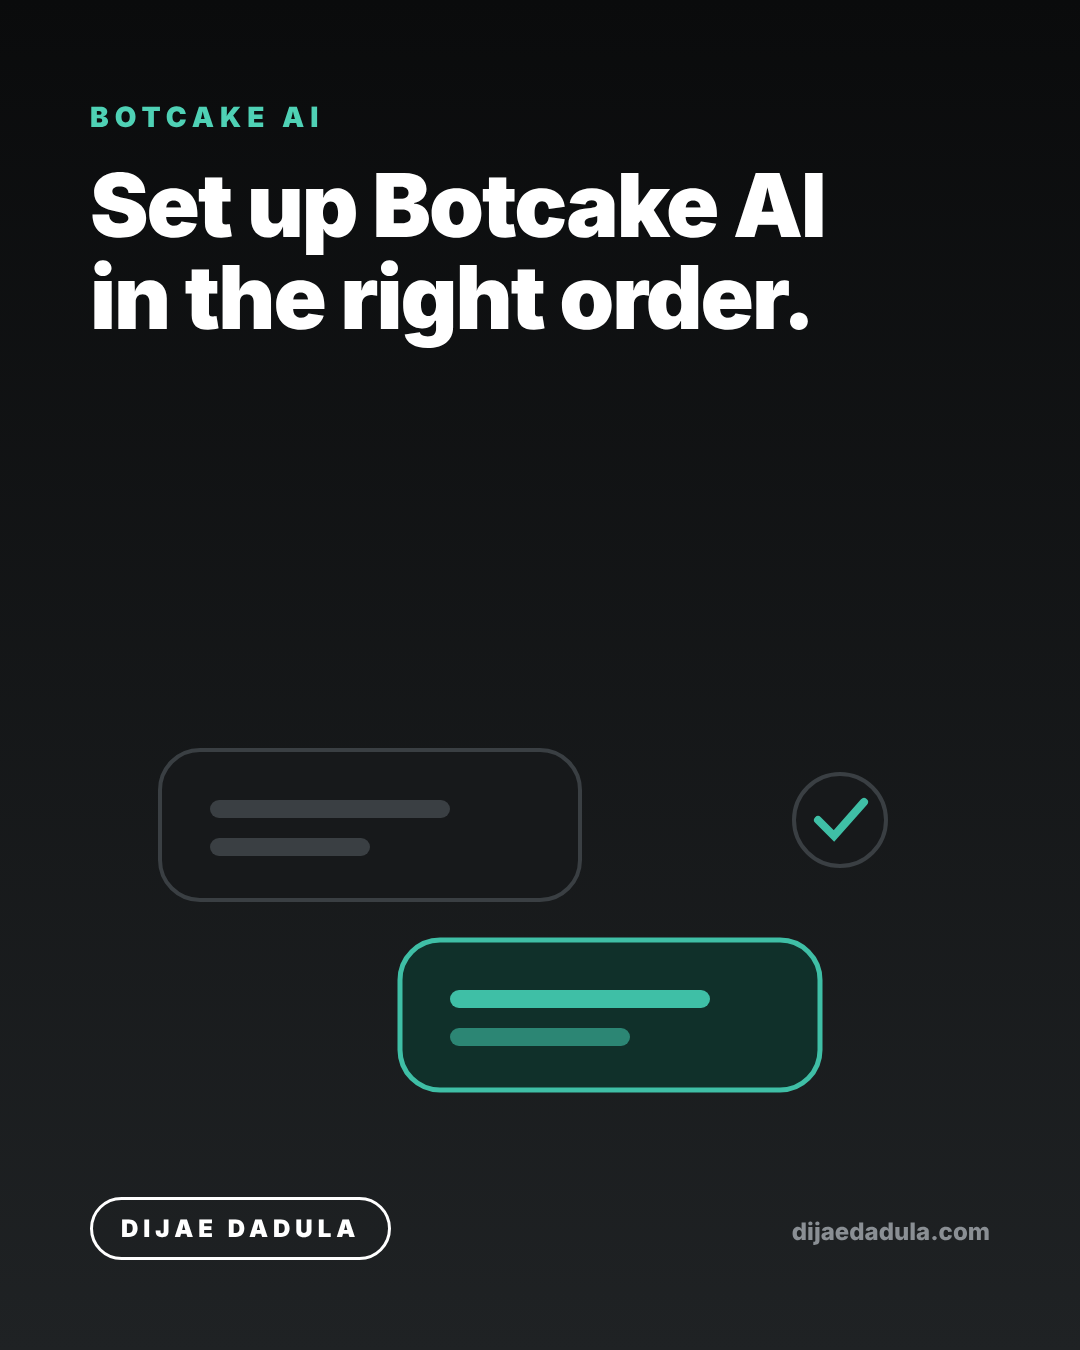 BOTCAKE AI
Set up Botcake AI
in the right order.
DIJAE DADULA
dijaedadula.com